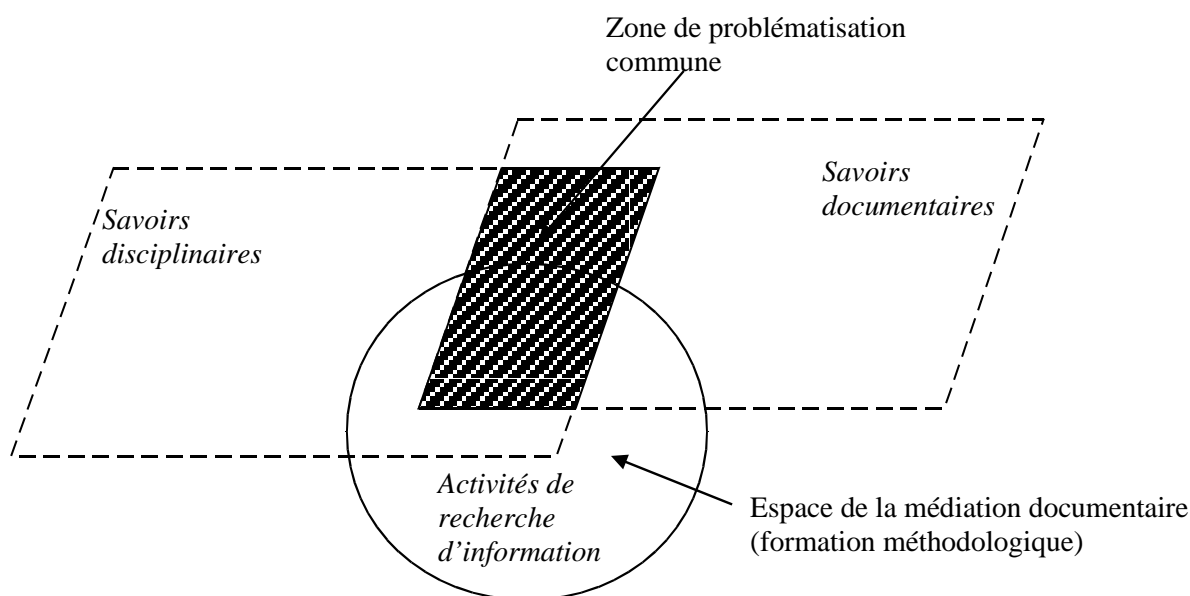 Zone de problématisation
commune
Savoirs
documentaires
Savoirs
disciplinaires
Activités de
recherche
d’information
Espace de la médiation documentaire
(formation méthodologique)